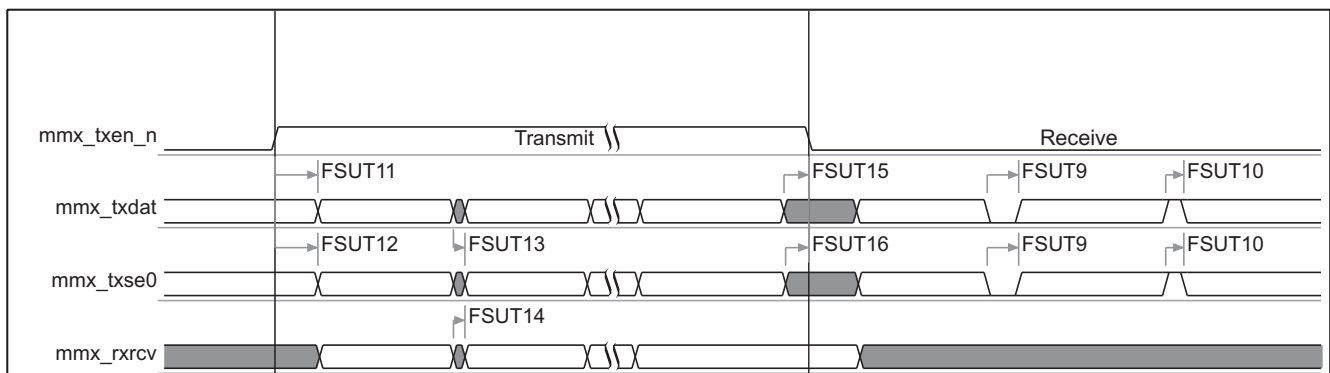 mmx_txen_n Transmit Receive
FSUT11 FSUT15 FSUT9 FSUT10
mmx_txdat
FSUT12 FSUT13 FSUT16 FSUT9 FSUT10
mmx_txse0
FSUT14
mmx_rxrcv